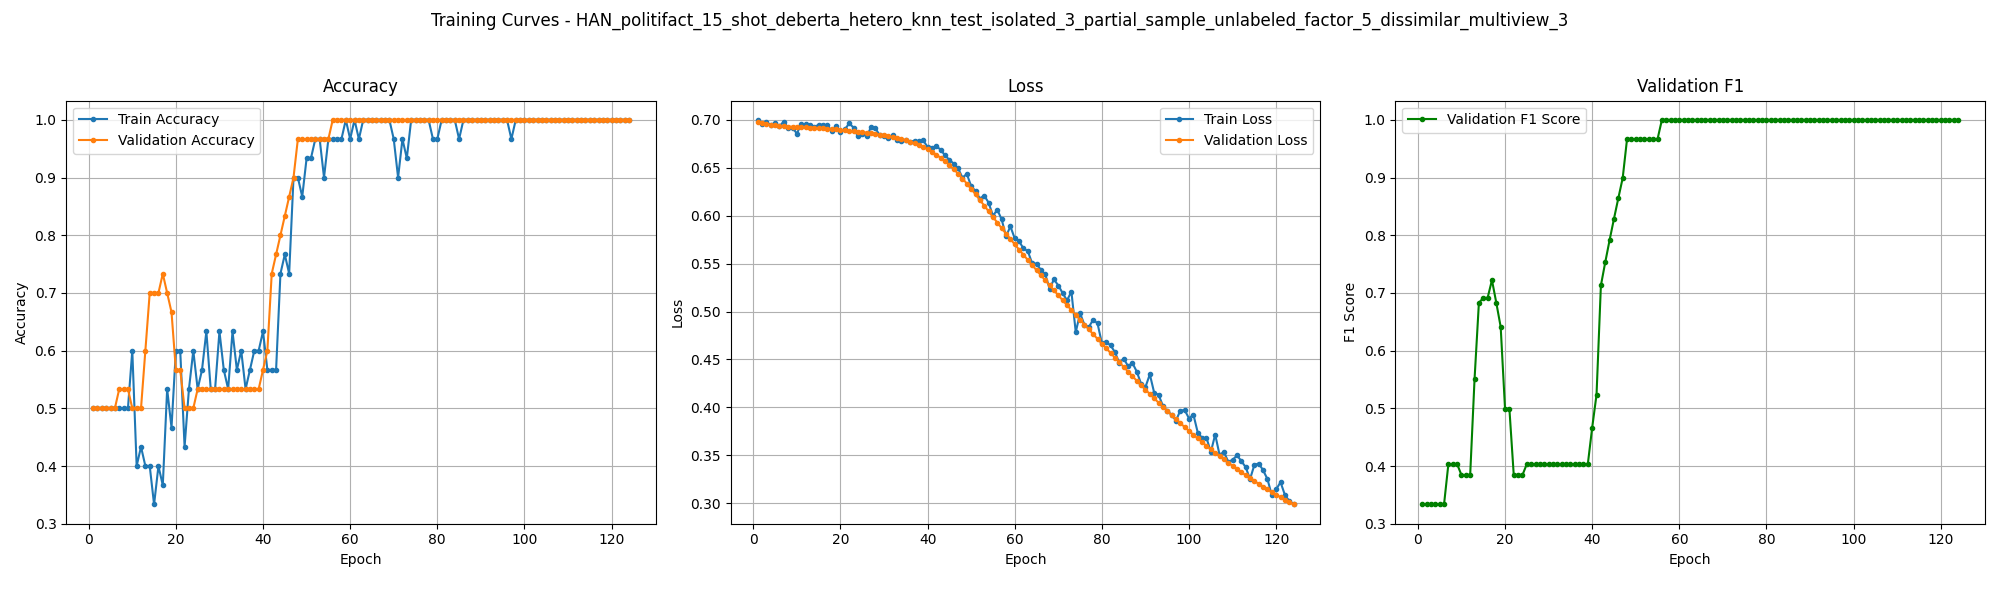 Training Curves - HAN_politifact_15_shot_deberta_hetero_knn_test_isolated_3_partial_sample_unlabeled_factor_5_dissimilar_multiview_3
Accuracy
Train Accuracy
Validation Accuracy
1.0
0.9
0.8
0.7
0.6
0.5
0.4
0.3
Accuracy
0 20 40 60 80 100 120
Epoch
Loss
Train Loss
Validation Loss
0.70
0.65
0.60
0.55
0.50
0.45
0.40
0.35
0.30
Loss
0 20 40 60 80 100 120
Epoch
Validation F1
Validation F1 Score
1.0
0.9
0.8
0.7
0.6
0.5
0.4
0.3
F1 Score
0 20 40 60 80 100 120
Epoch